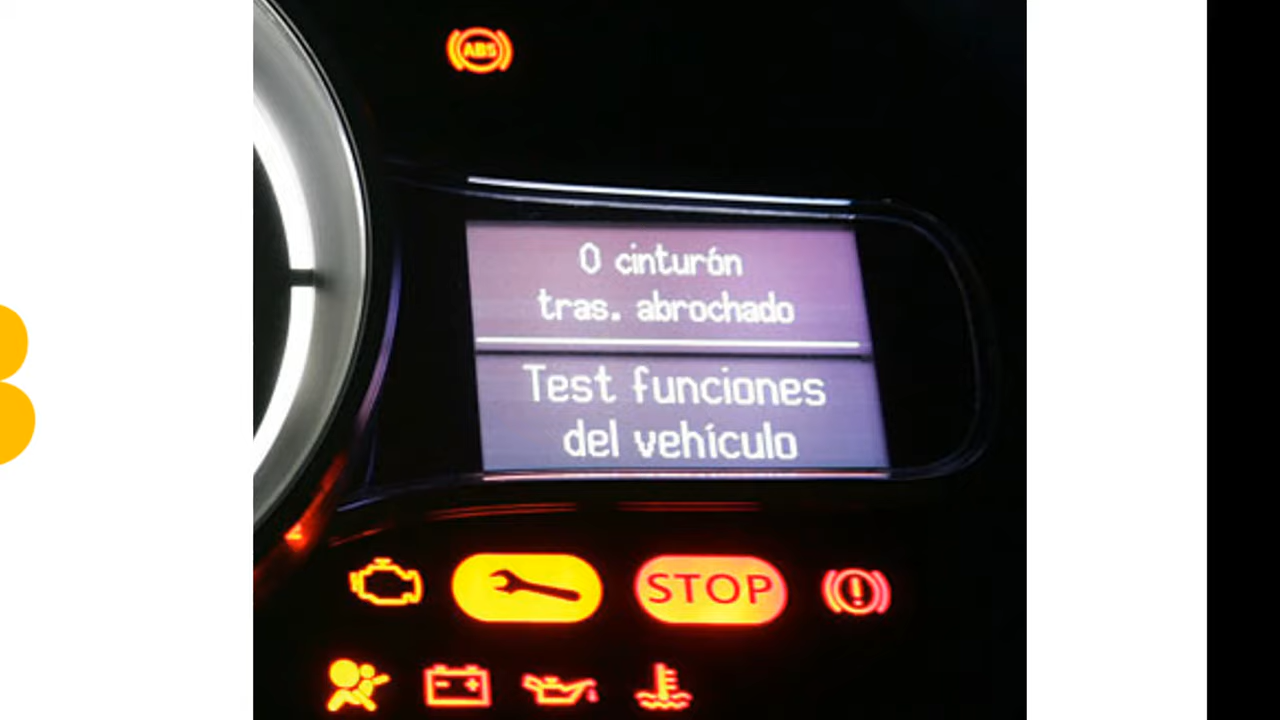 ABS
0 cinturón
tras. abrochado
Test funciones
del vehículo
STOP